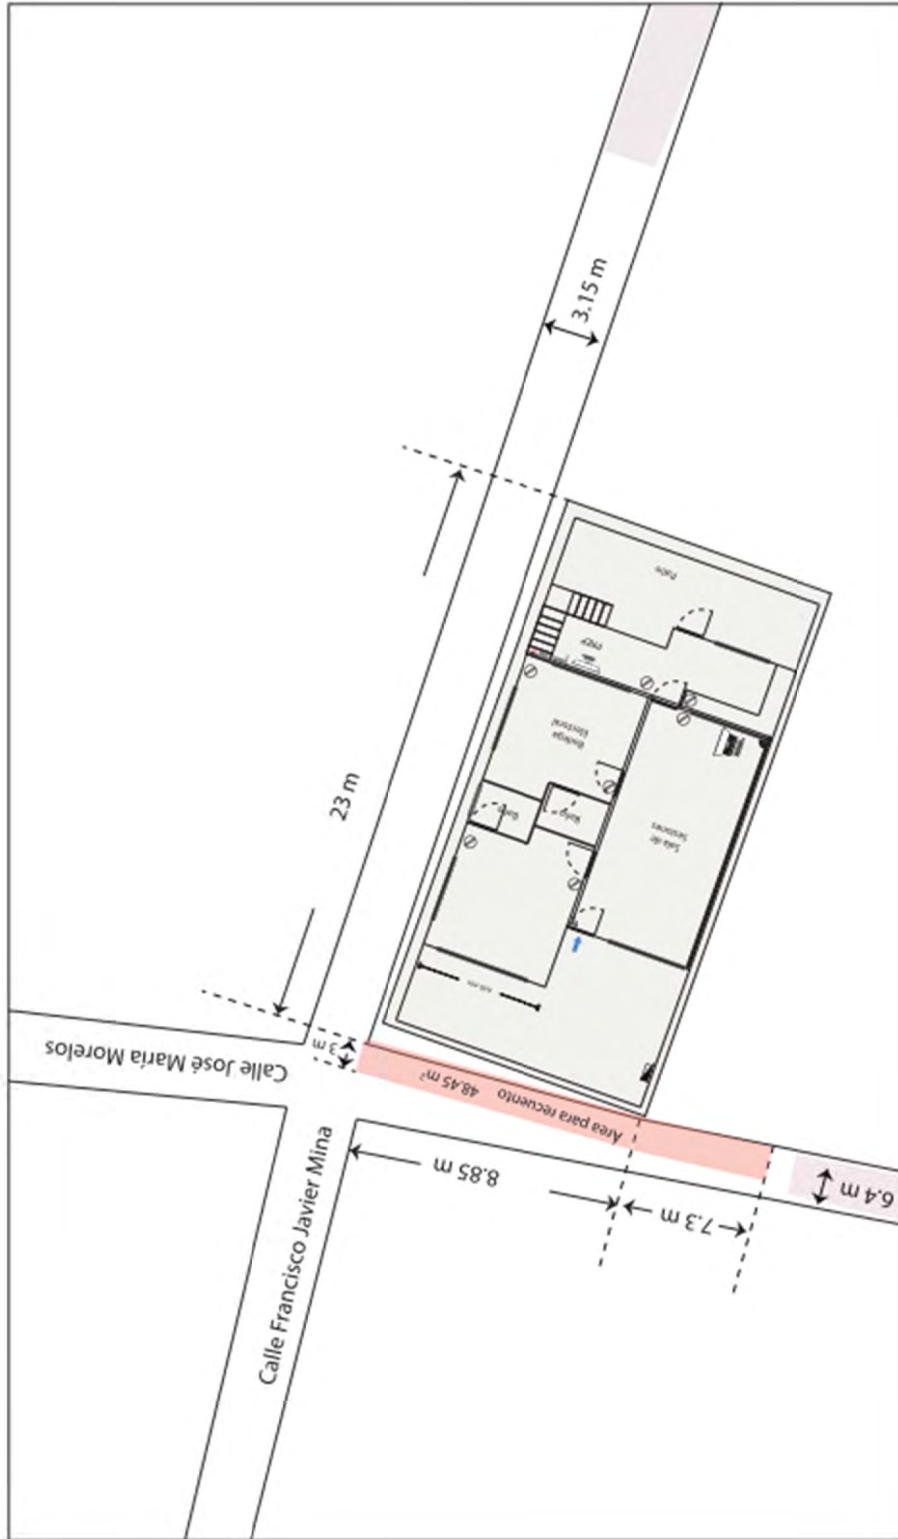 3.15 m
Patio
PREP
Bodega
Electoral
Sala de
Sesiones
23 m
3 m
Calle José María Morelos
Área para recuento 48.45 m²
Calle Francisco Javier Mina
8.85 m
7.3 m
6.4 m